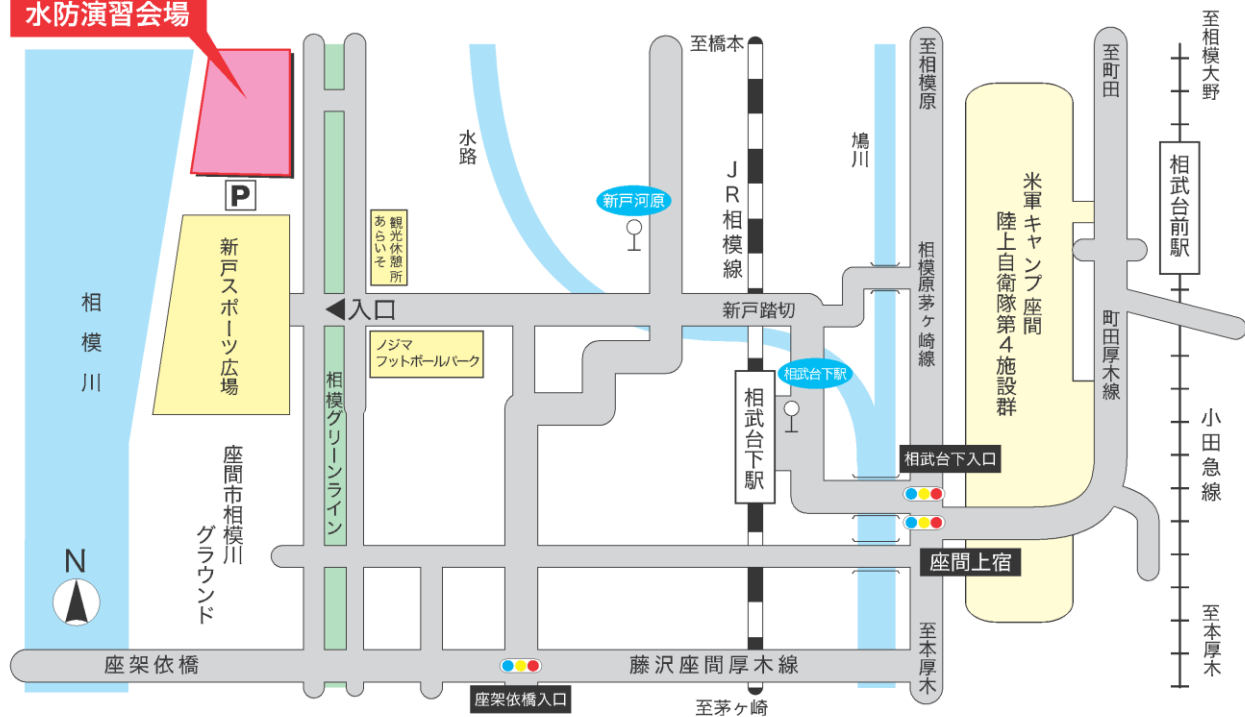 水防演習会場
至橋本
至相模原
至町田
至相模大野
水路
鳩川
新戸河原
JR相模線
相武台前駅
P
観光休憩所
あらいそ
米軍キャンプ座間
陸上自衛隊第4施設群
新戸スポーツ広場
相模川
入口
新戸踏切
相模原茅ヶ崎線
町田厚木線
ノジマ
フットボールパーク
相武台下駅
相武台下駅
相模グリーンライン
小田急線
座間市相模川
グラウンド
相武台下入口
座間上宿
N
座架依橋
藤沢座間厚木線
座架依橋入口
至茅ヶ崎
至本厚木
至本厚木